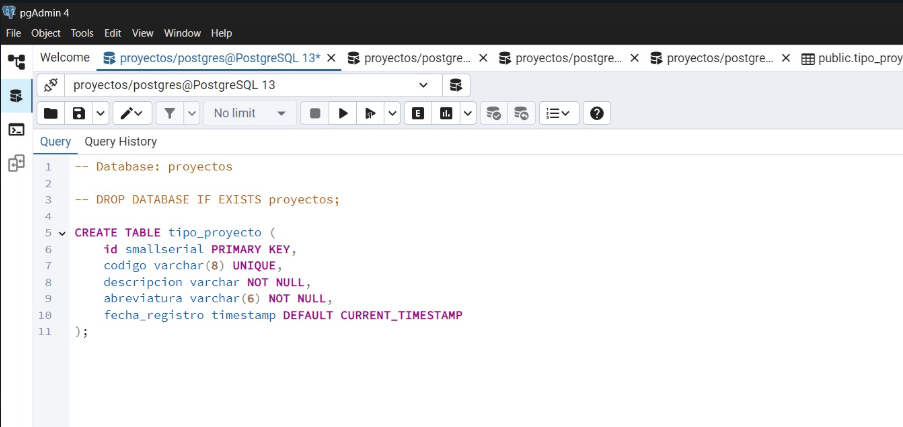 pgAdmin 4
File Object Tools Edit View Window Help
Welcome proyectos/postgres@PostgreSQL 13* proyectos/postgre... proyectos/postgre... proyectos/postgre... public.tipo_proy
proyectos/postgres@PostgreSQL 13
No limit
Query Query History
1 -- Database: proyectos
2
3 -- DROP DATABASE IF EXISTS proyectos;
4
5 CREATE TABLE tipo_proyecto (
6 id smallserial PRIMARY KEY,
7 codigo varchar(8) UNIQUE,
8 descripcion varchar NOT NULL,
9 abreviatura varchar(6) NOT NULL,
10 fecha_registro timestamp DEFAULT CURRENT_TIMESTAMP
11 );